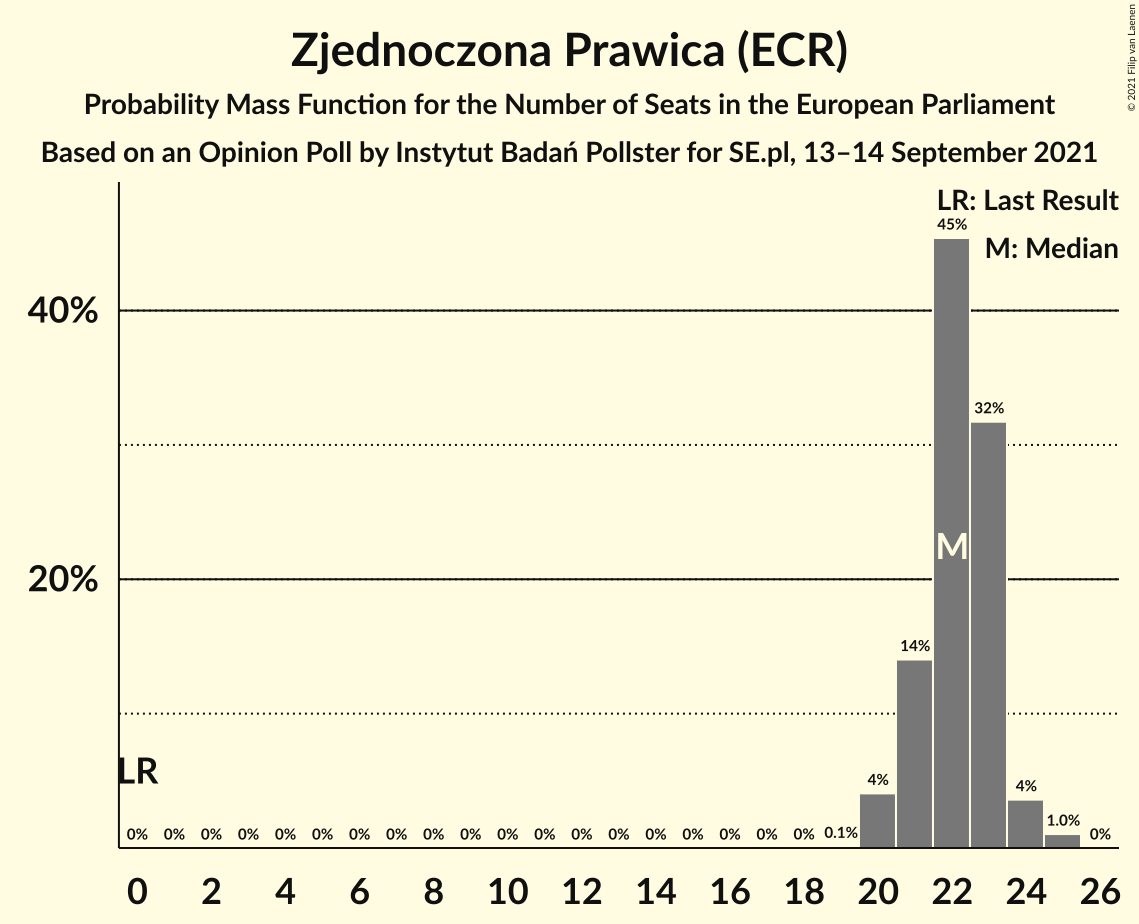 Zjednoczona Prawica (ECR)
Probability Mass Function for the Number of Seats in the European Parliament
Based on an Opinion Poll by Instytut Badań Pollster for SE.pl, 13–14 September 2021
© 2021 Filip van Laenen
LR: Last Result
M: Median
45%
40%
32%
M
20%
14%
LR
4%
4%
1.0%
0% 0% 0% 0% 0% 0% 0% 0% 0% 0% 0% 0% 0% 0% 0% 0% 0% 0% 0% 0.1% 0%
0 2 4 6 8 10 12 14 16 18 20 22 24 26